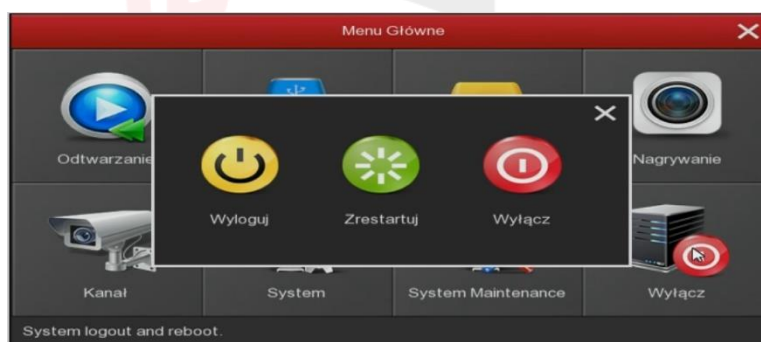 Menu Główne
Odtwarzanie
Nagrywanie
Wyloguj
Zrestartuj
Wyłącz
Kanał
System
System Maintenance
Wyłącz
System logout and reboot.